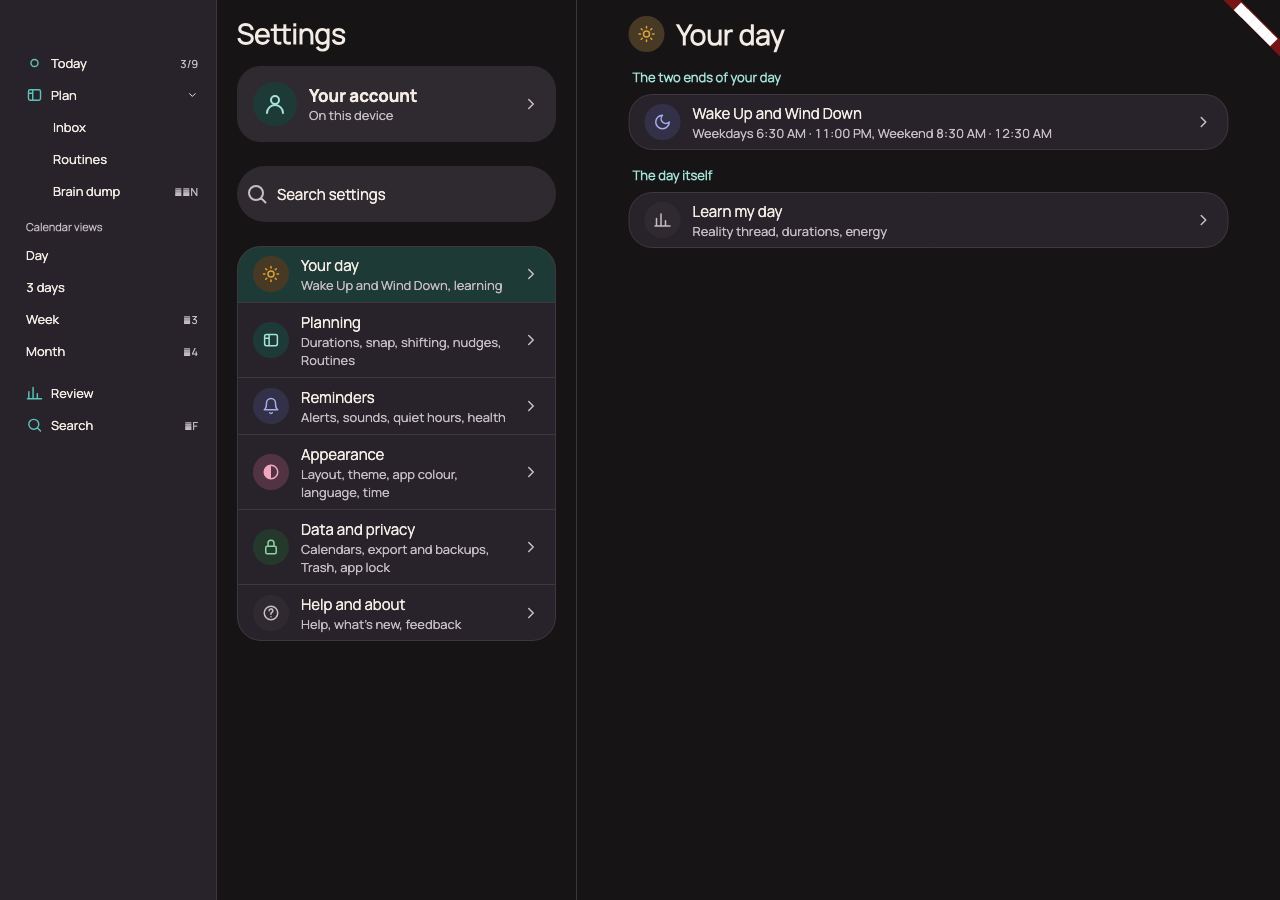 Today 3/9
Plan
Inbox
Routines
Brain dump N
Calendar views
Day
3 days
Week 3
Month 4
Review
Search F
Settings
Your account
On this device
Search settings
Your day
Wake Up and Wind Down, learning
Planning
Durations, snap, shifting, nudges,
Routines
Reminders
Alerts, sounds, quiet hours, health
Appearance
Layout, theme, app colour,
language, time
Data and privacy
Calendars, export and backups,
Trash, app lock
Help and about
Help, what's new, feedback
Your day
The two ends of your day
Wake Up and Wind Down
Weekdays 6:30 AM · 11:00 PM, Weekend 8:30 AM · 12:30 AM
The day itself
Learn my day
Reality thread, durations, energy